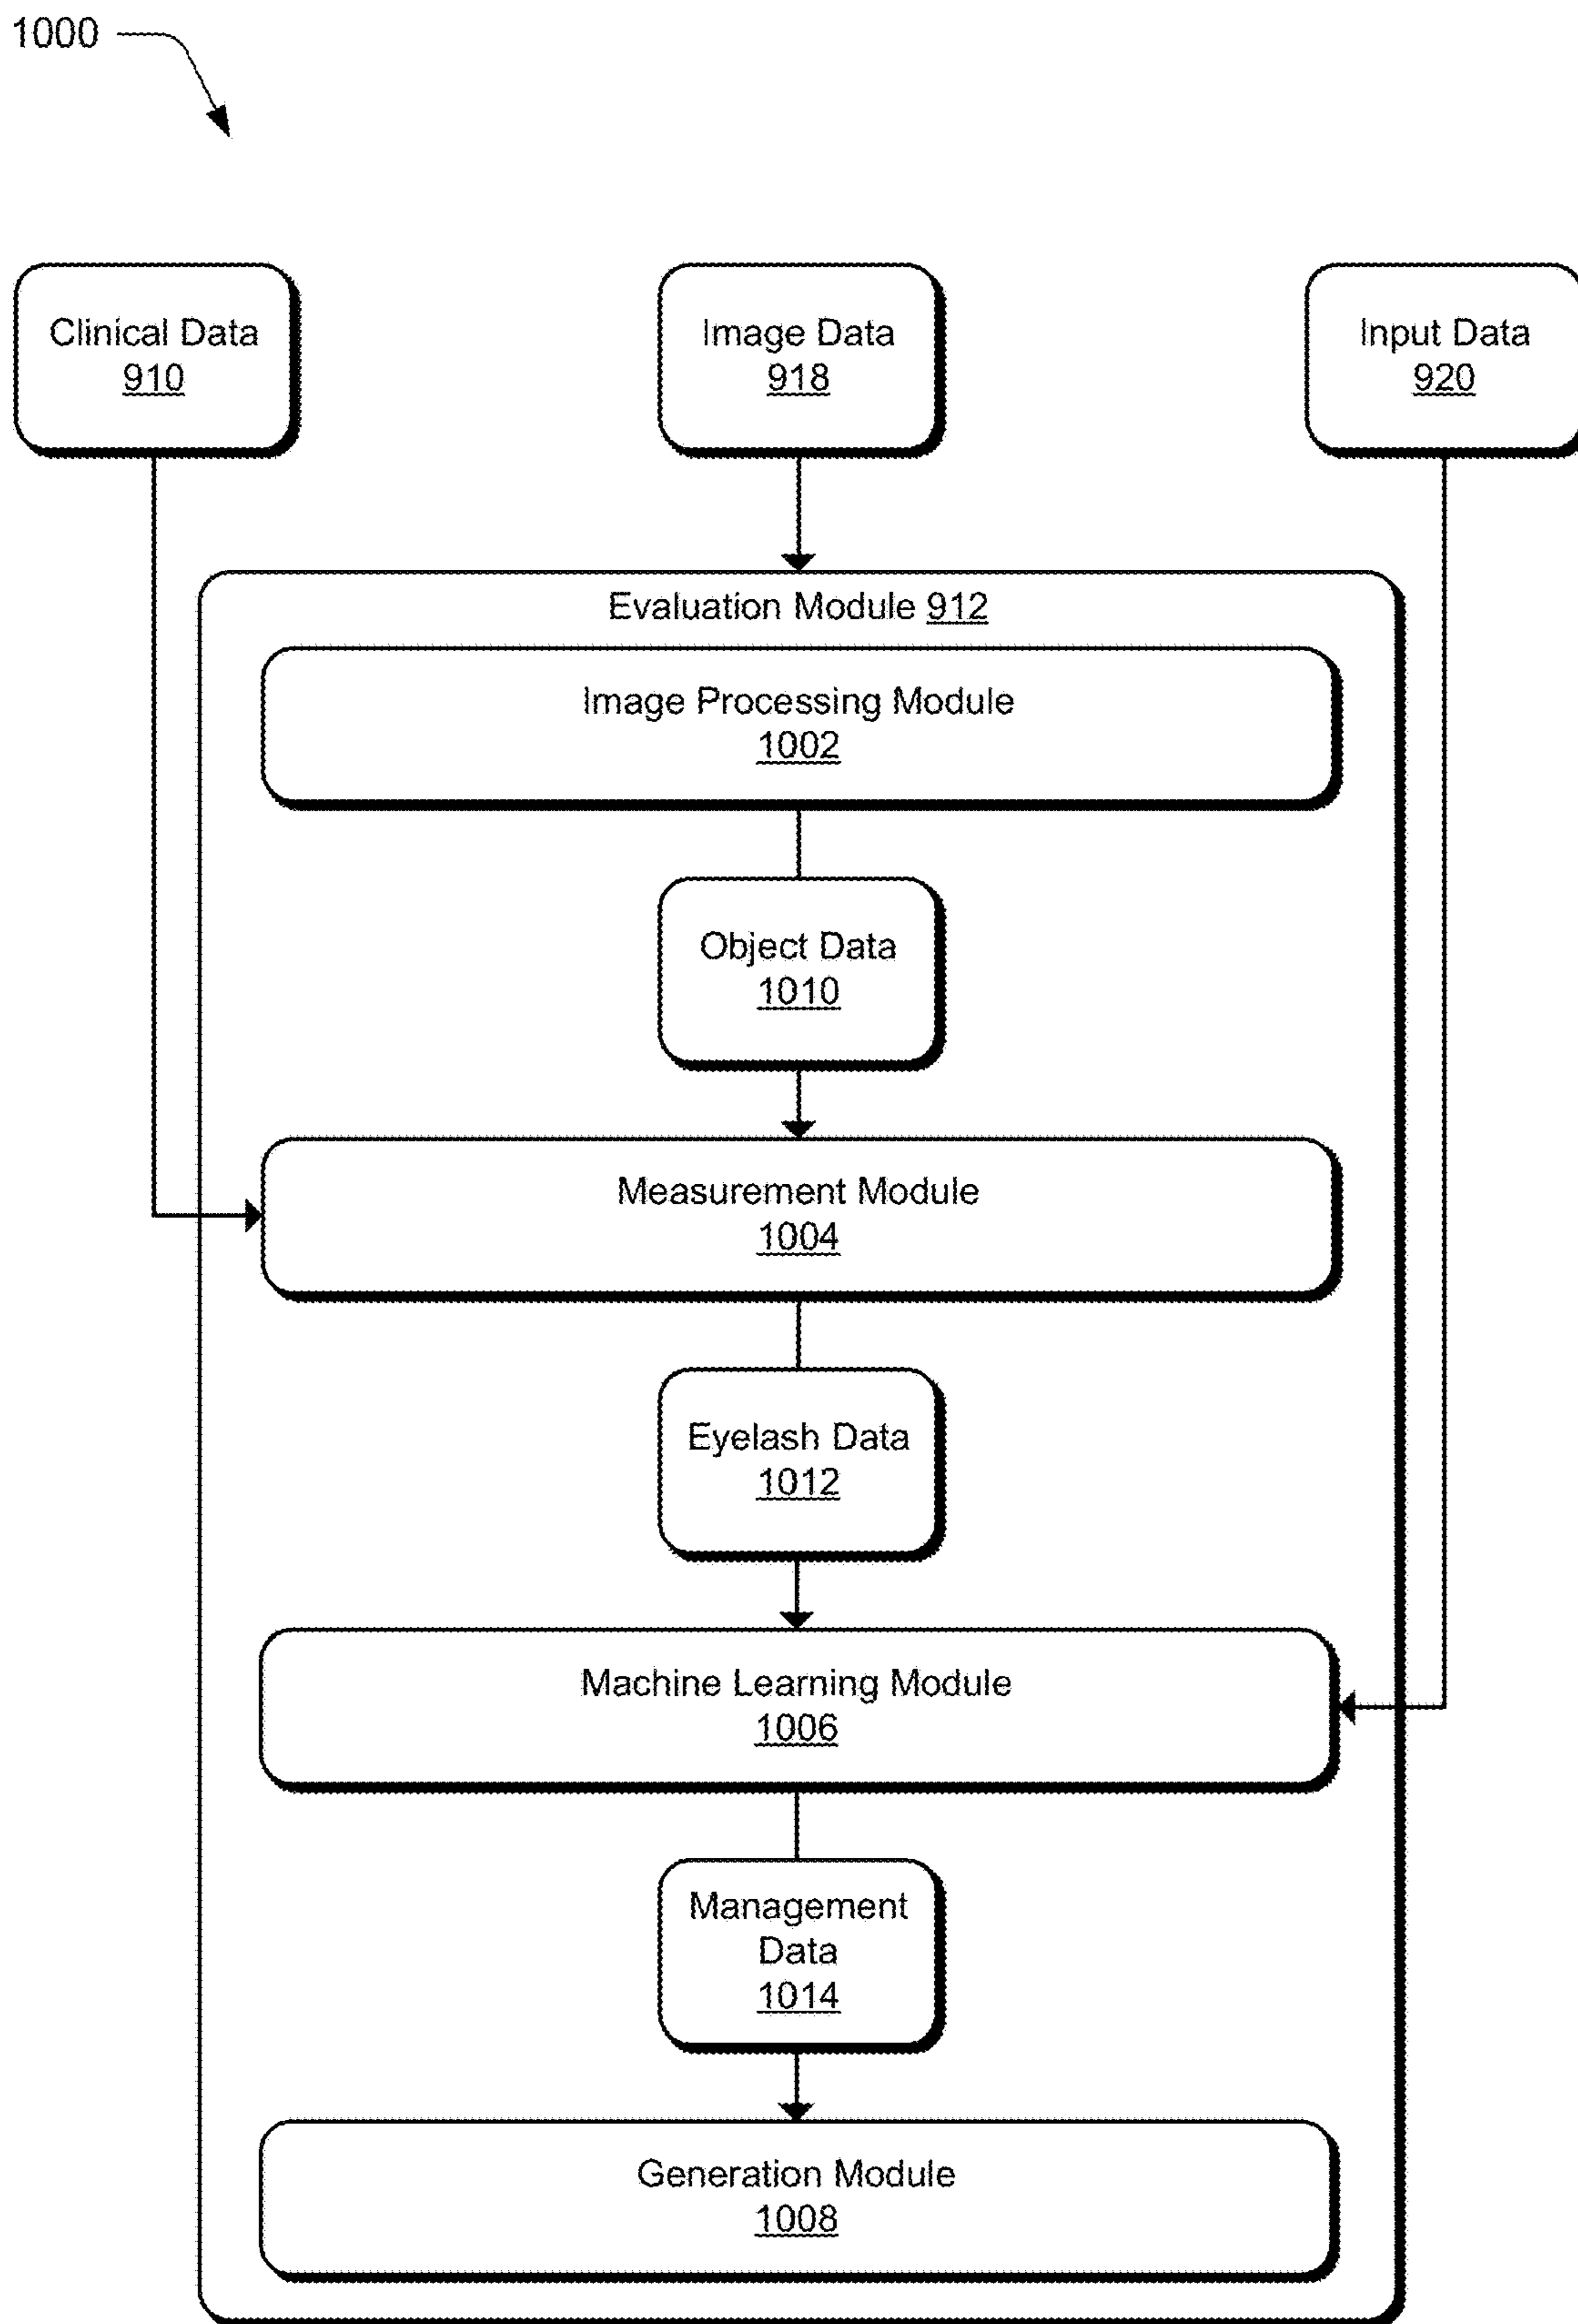 1000
Clinical Data
910
Image Data
918
Input Data
920
Evaluation Module 912
Image Processing Module
1002
Object Data
1010
Measurement Module
1004
Eyelash Data
1012
Machine Learning Module
1006
Management
Data
1014
Generation Module
1008